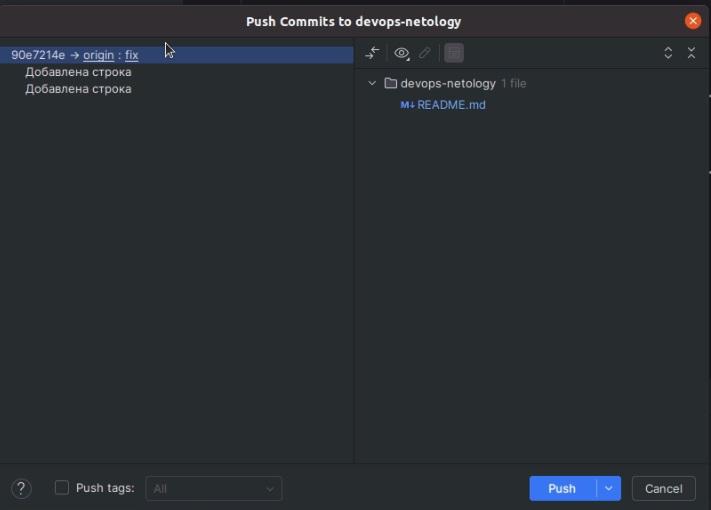 Push Commits to devops-netology
90e7214e → origin : fix
Добавлена строка
Добавлена строка
devops-netology 1 file
M↓ README.md
? Push tags: All
Push Cancel